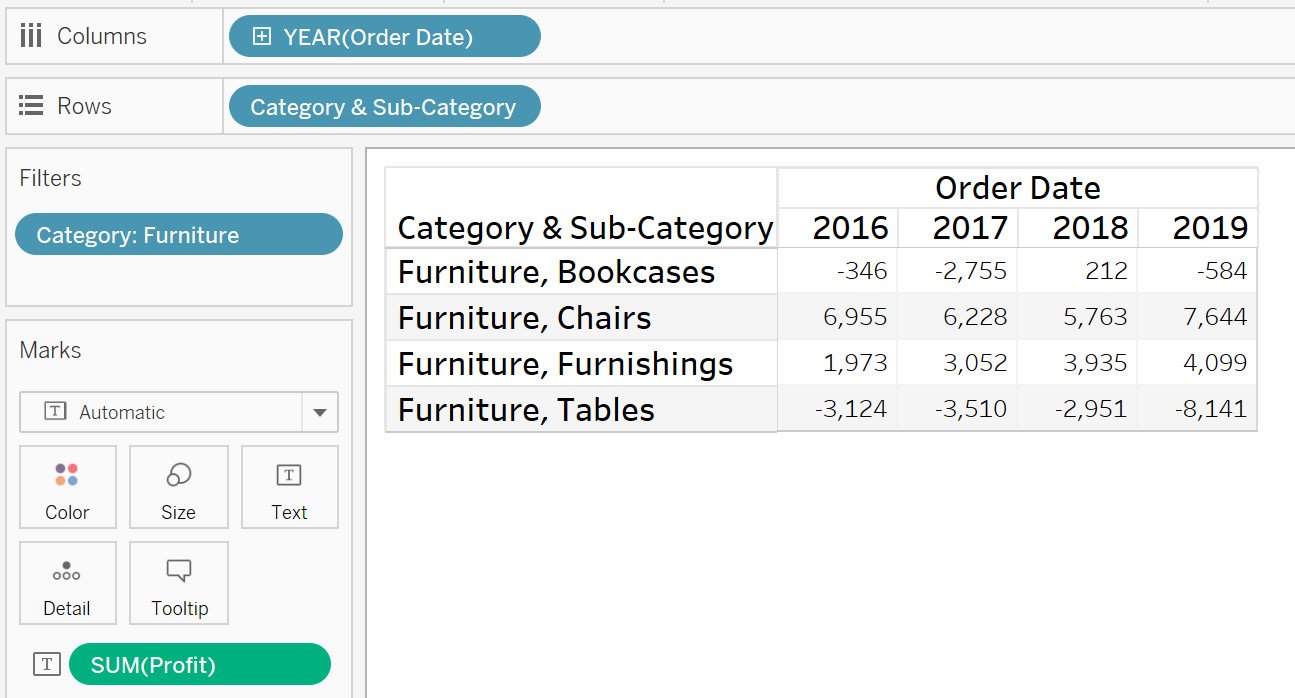 Columns
YEAR(Order Date)
Rows
Category & Sub-Category
Filters
Category: Furniture
Marks
T Automatic
Color
Size
T
Text
Detail
Tooltip
T SUM(Profit)
Order Date
Category & Sub-Category 2016 2017 2018 2019
Furniture, Bookcases -346 -2,755 212 -584
Furniture, Chairs 6,955 6,228 5,763 7,644
Furniture, Furnishings 1,973 3,052 3,935 4,099
Furniture, Tables -3,124 -3,510 -2,951 -8,141